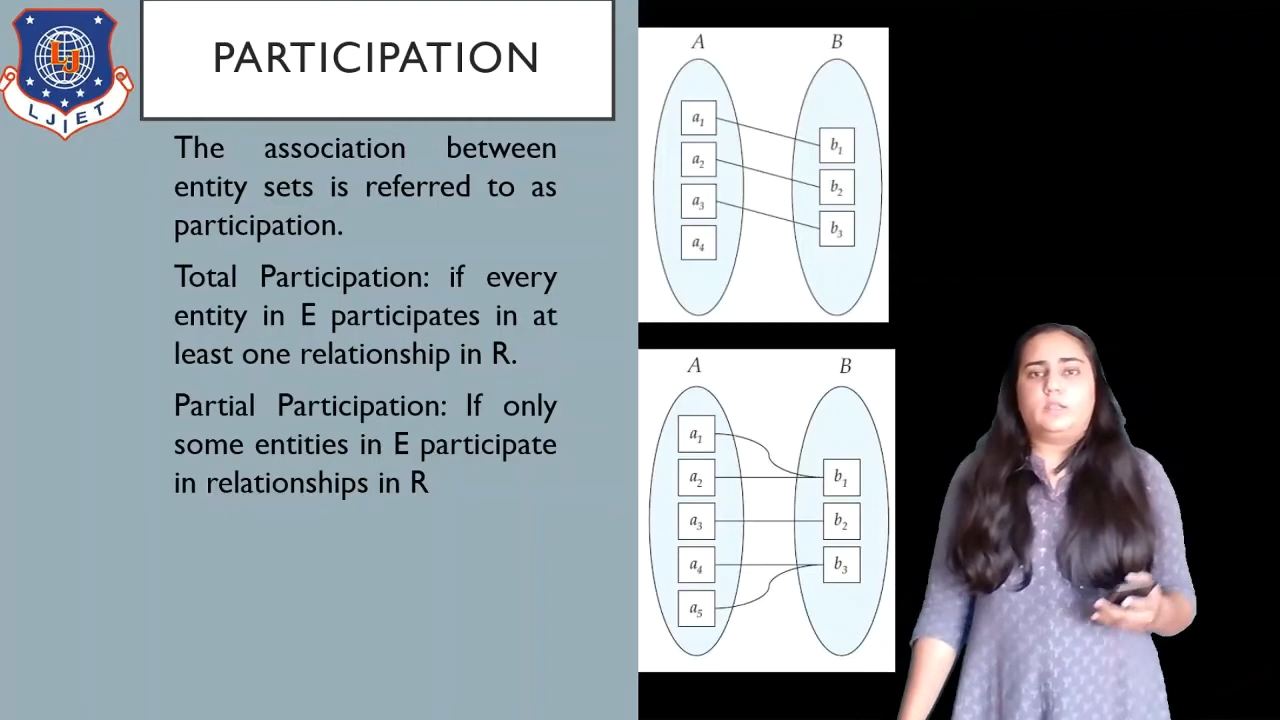 LJ
LJIET
PARTICIPATION
The association between
entity sets is referred to as
participation.
Total Participation: if every
entity in E participates in at
least one relationship in R.
Partial Participation: If only
some entities in E participate
in relationships in R
A B
a1
b1
a2
b2
a3
b3
a4
A B
a1
a2 b1
a3 b2
a4 b3
a5